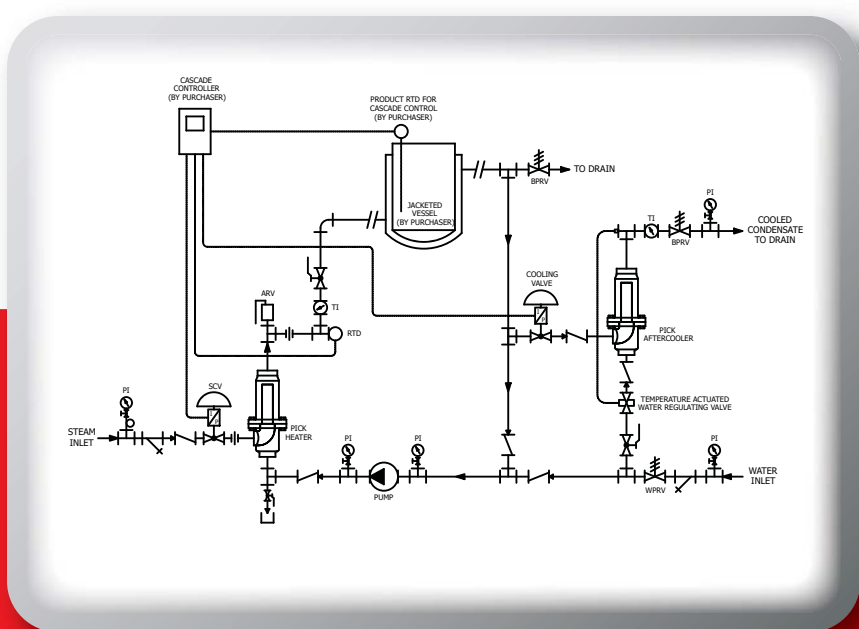 CASCADE
CONTROLLER
(BY PURCHASER)
PRODUCT RTD FOR
CASCADE CONTROL
(BY PURCHASER)
TO DRAIN
BPRV
PI
JACKETED
VESSEL
(BY PURCHASER)
TI
BPRV
COOLED
CONDENSATE
TO DRAIN
COOLING
VALVE
I
P
ARV
TI
RTD
PICK
AFTERCOOLER
PI
SCV
I
P
TEMPERATURE ACTUATED
WATER REGULATING VALVE
STEAM
INLET
PICK
HEATER
PI
PI
PI
WATER
INLET
PUMP
WPRV